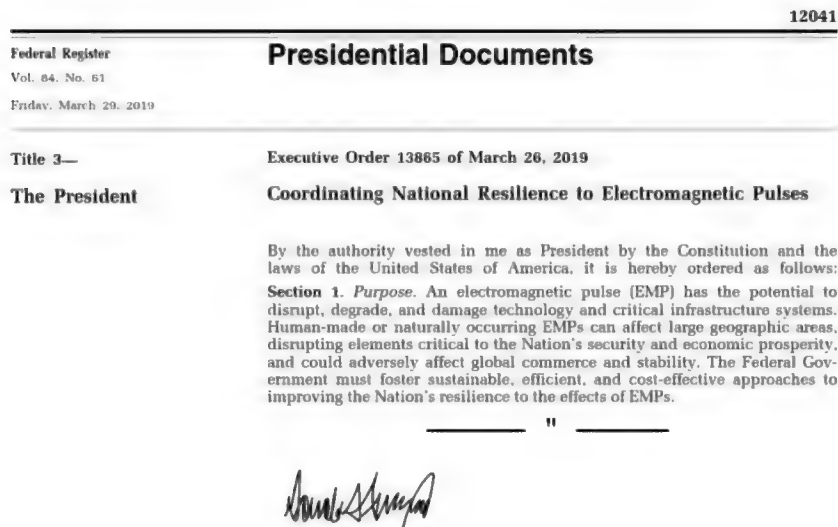 12041
Federal Register
Vol. 84, No. 61
Friday, March 29, 2019
Presidential Documents
Title 3—
The President
Executive Order 13865 of March 26, 2019
Coordinating National Resilience to Electromagnetic Pulses
By the authority vested in me as President by the Constitution and the
laws of the United States of America, it is hereby ordered as follows:
Section 1. Purpose. An electromagnetic pulse (EMP) has the potential to
disrupt, degrade, and damage technology and critical infrastructure systems.
Human-made or naturally occurring EMPs can affect large geographic areas,
disrupting elements critical to the Nation's security and economic prosperity,
and could adversely affect global commerce and stability. The Federal Gov-
ernment must foster sustainable, efficient, and cost-effective approaches to
improving the Nation's resilience to the effects of EMPs.
"